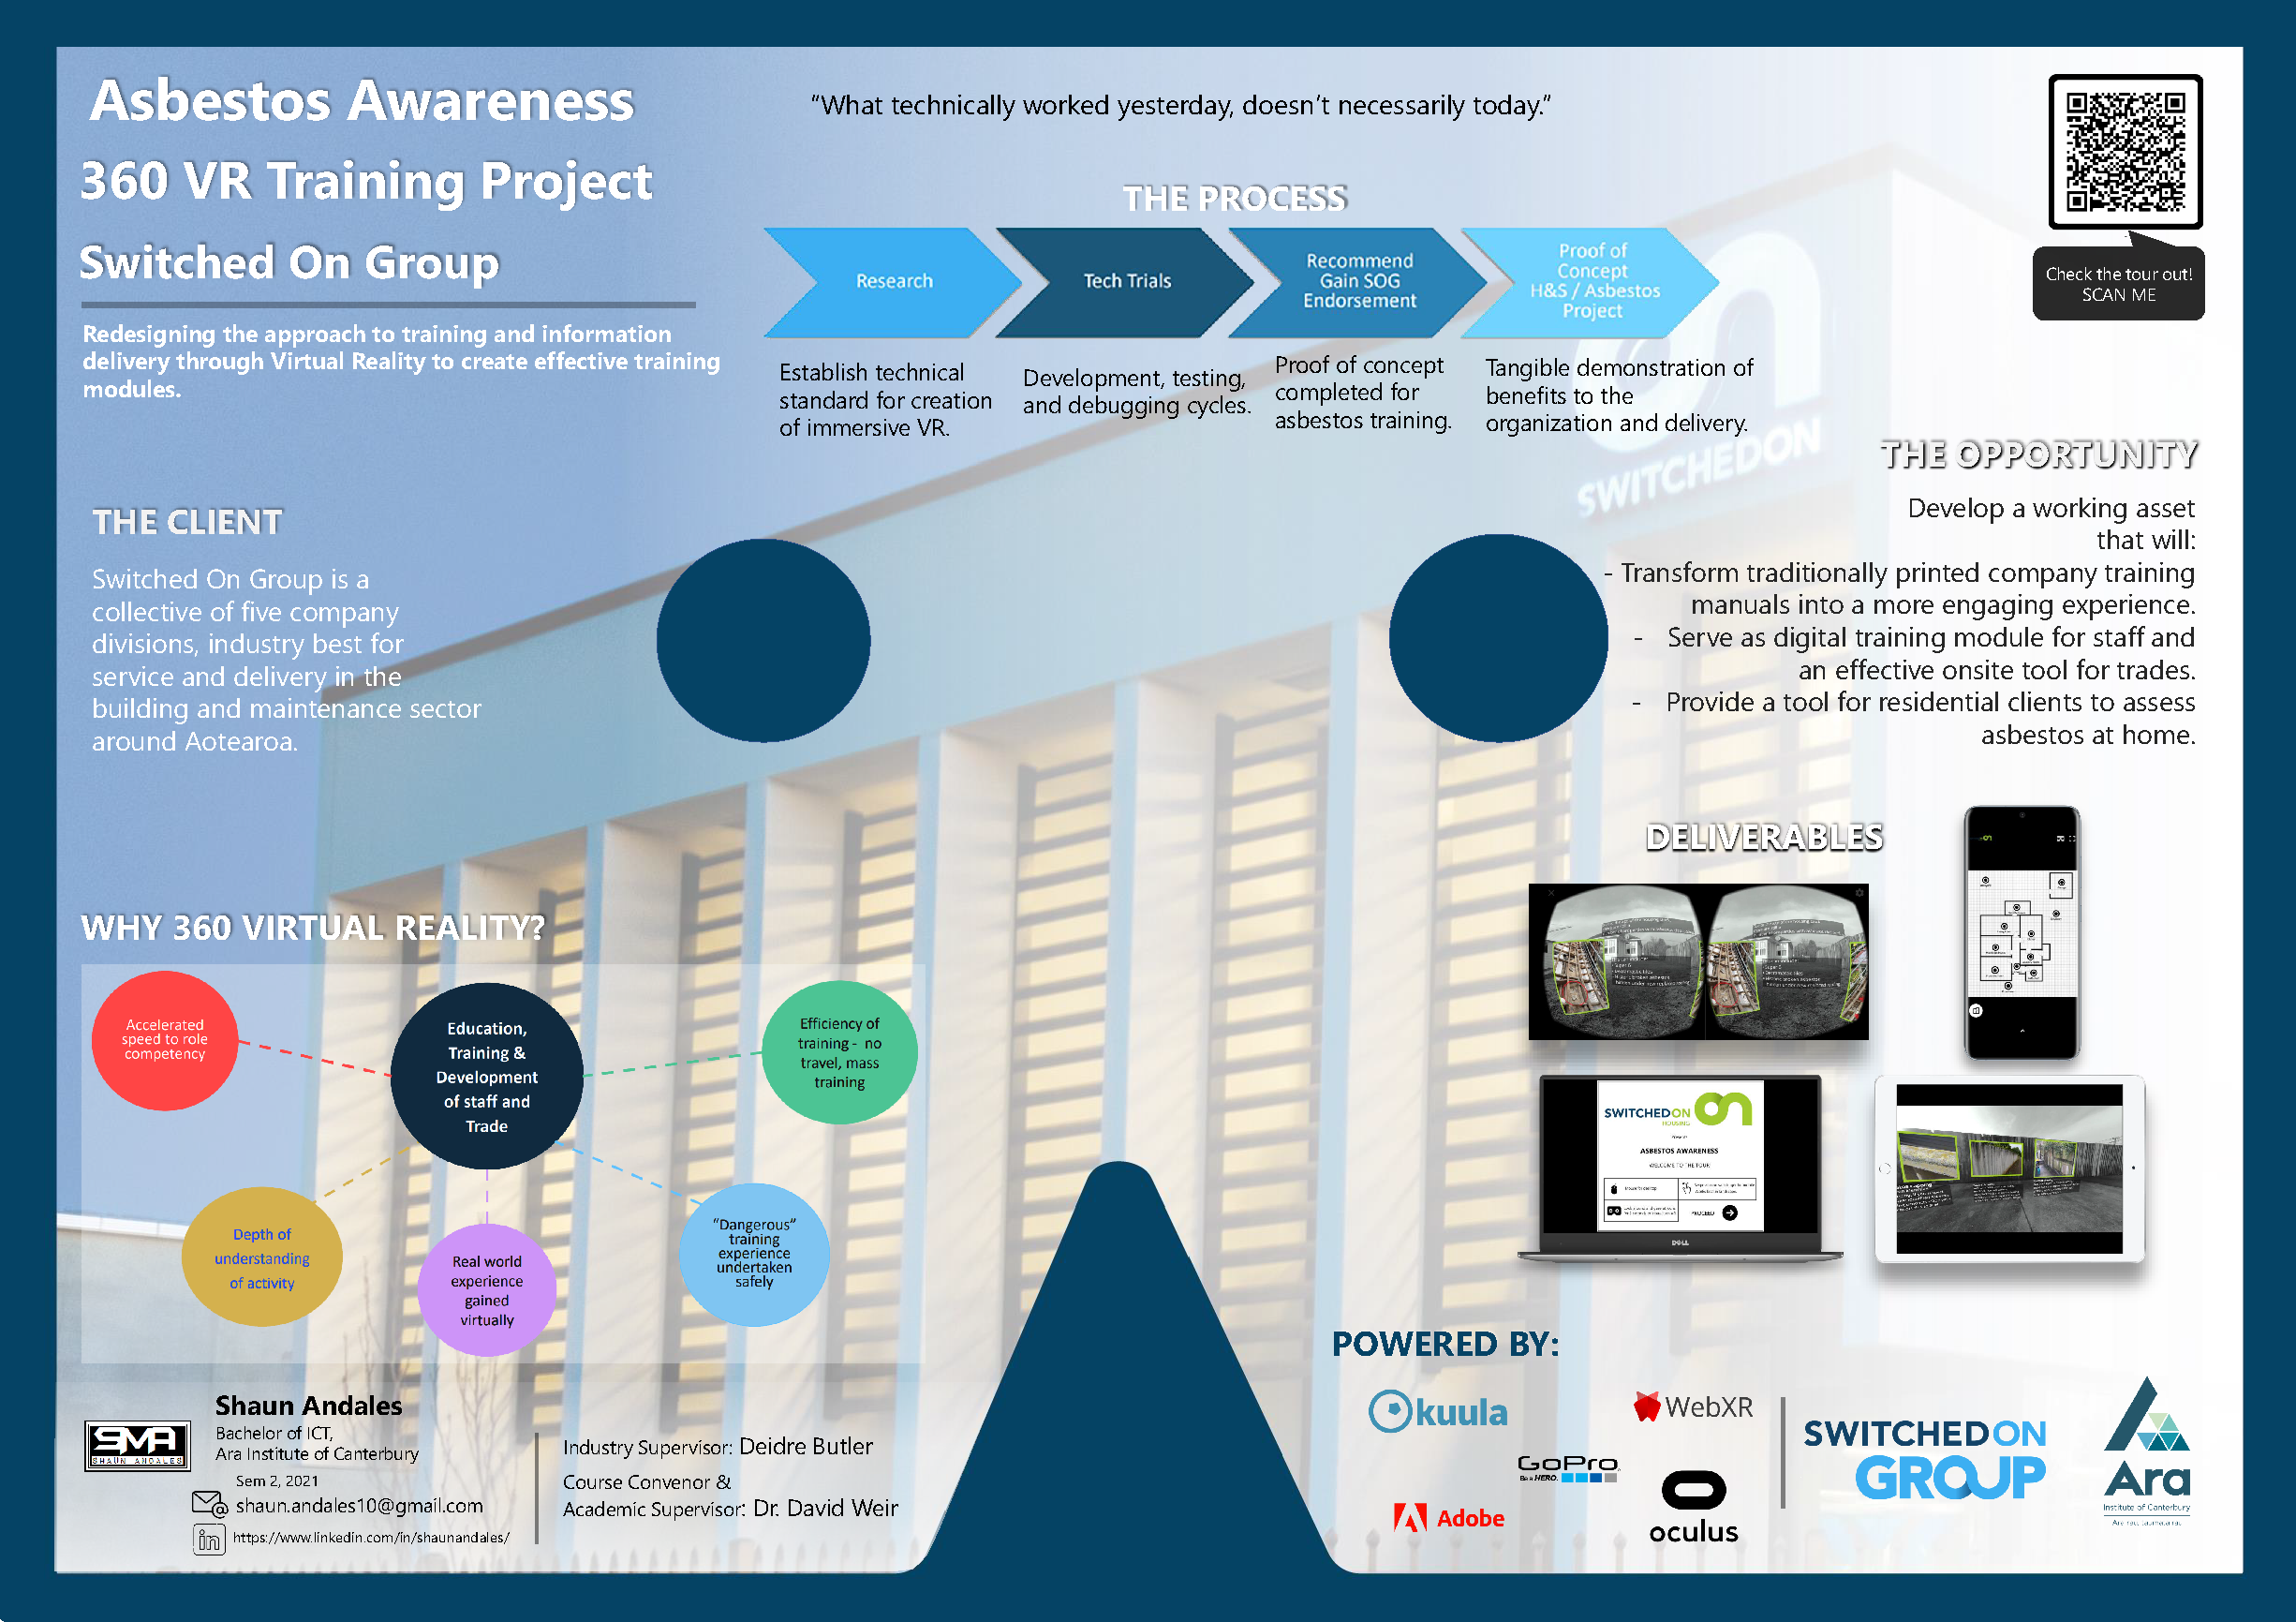 Asbestos Awareness
360 VR Training Project
Switched On Group
Redesigning the approach to training and information
delivery through Virtual Reality to create effective training
modules.
“What technically worked yesterday, doesn’t necessarily today.”
THE PROCESS
Research
Tech Trials
Recommend
Gain SOG
Endorsement
Proof of
Concept
H&S / Asbestos
Project
Establish technical
standard for creation
of immersive VR.
Development, testing,
and debugging cycles.
Proof of concept
completed for
asbestos training.
Tangible demonstration of
benefits to the
organization and delivery.
Check the tour out!
SCAN ME
SWITCHEDON
THE CLIENT
Switched On Group is a
collective of five company
divisions, industry best for
service and delivery in the
building and maintenance sector
around Aotearoa.
THE OPPORTUNITY
Develop a working asset
that will:
- Transform traditionally printed company training
manuals into a more engaging experience.
- Serve as digital training module for staff and
an effective onsite tool for trades.
- Provide a tool for residential clients to assess
asbestos at home.
WHY 360 VIRTUAL REALITY?
Accelerated
speed to role
competency
Education,
Training &
Development
of staff and
Trade
Efficiency of
training - no
travel, mass
training
Depth of
understanding
of activity
Real world
experience
gained
virtually
“Dangerous”
training
experience
undertaken
safely
DELIVERABLES
SWITCHEDON
HOUSING
ASBESTOS AWARENESS
WELCOME TO THE TOUR
PROCEED
DELL
POWERED BY:
kuula
WebXR
GoPro
Be a HERO.
Adobe
oculus
SWITCHEDON
GROUP
Ara
Institute of Canterbury
Shaun Andales
Bachelor of ICT,
Ara Institute of Canterbury
Sem 2, 2021
shaun.andales10@gmail.com
https://www.linkedin.com/in/shaunandales/
SMA
SHAUN ANDALES
Industry Supervisor: Deidre Butler
Course Convenor &
Academic Supervisor: Dr. David Weir